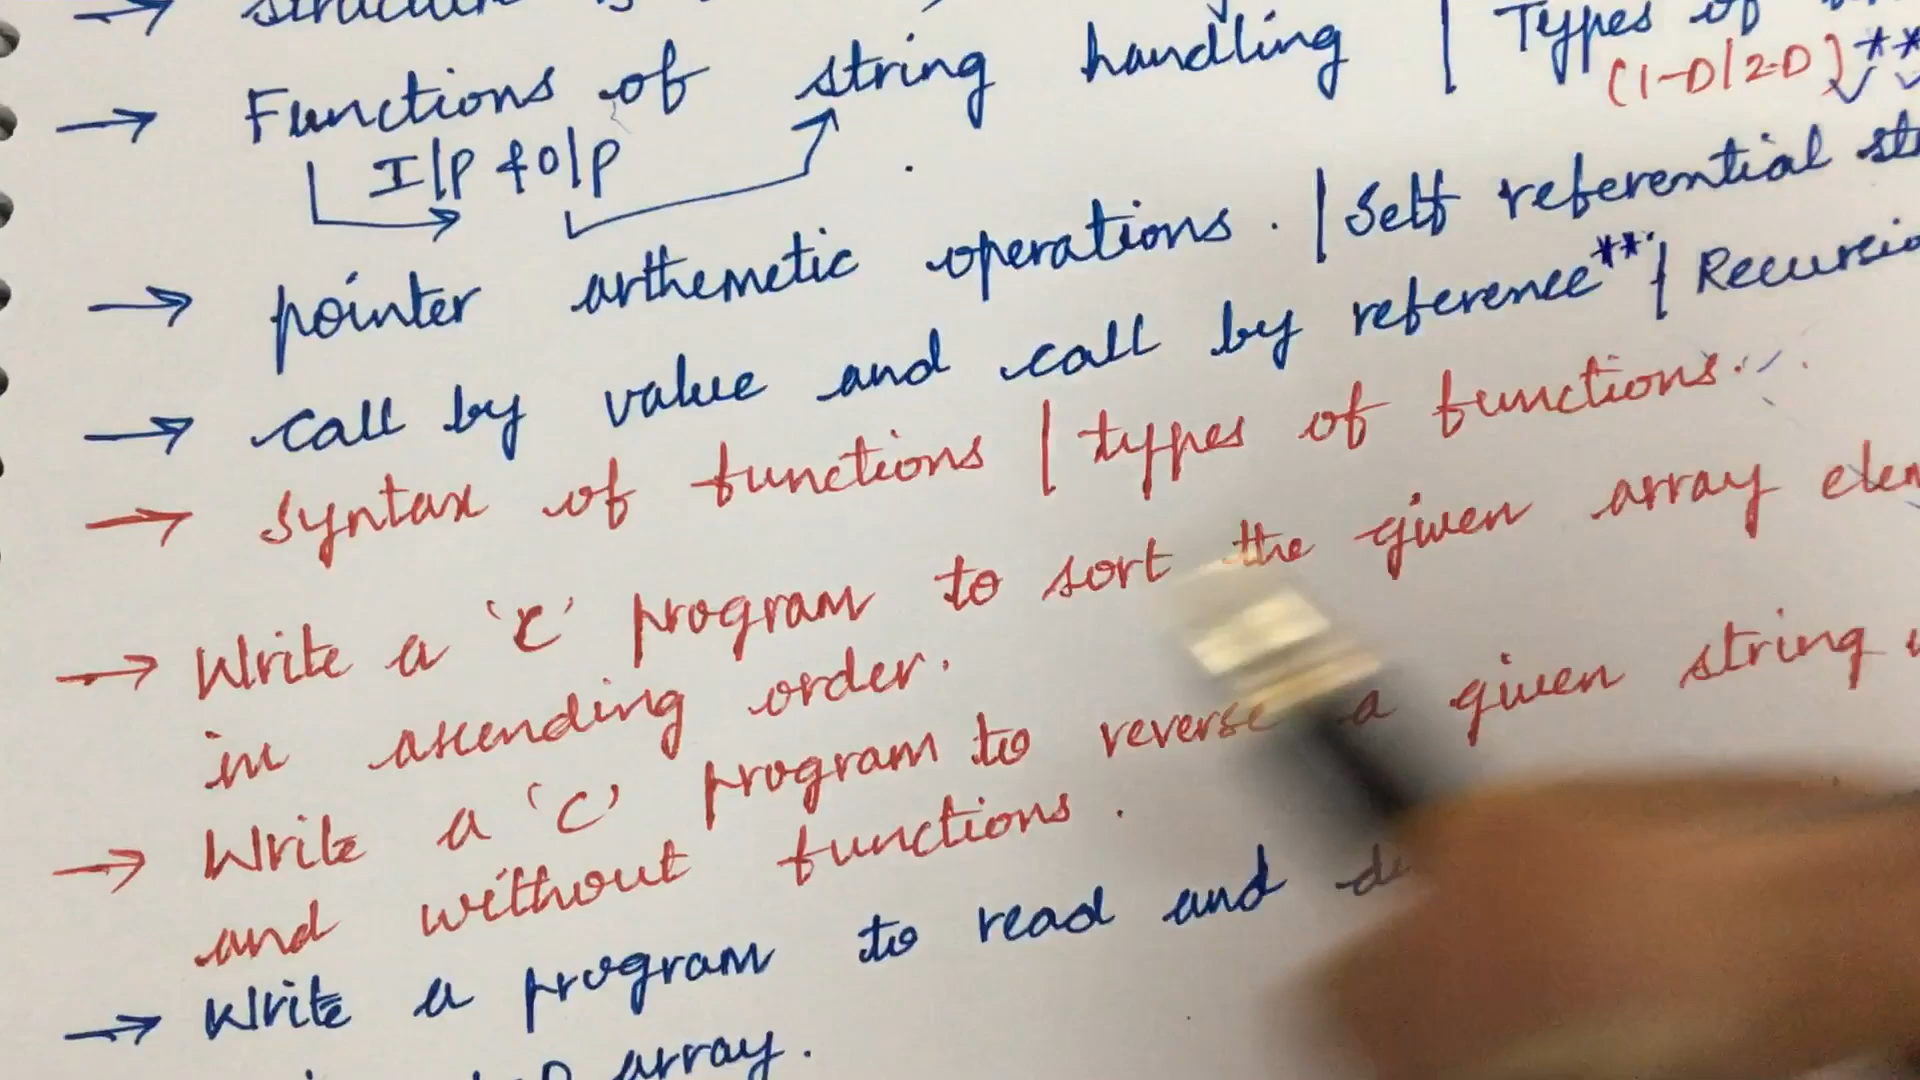 → Functions of string handling | Types of
(1-D/2-D) **
I/P & O/P
→ pointer arthemetic operations. | Self referential
→ call by value and call by reference** |
→ syntax of functions | types of functions.
→ Write a 'C' program to sort the given array
in ascending order.
→ Write a 'C' program to reverse a given string
and without functions.
→ Write a program to read and
array.